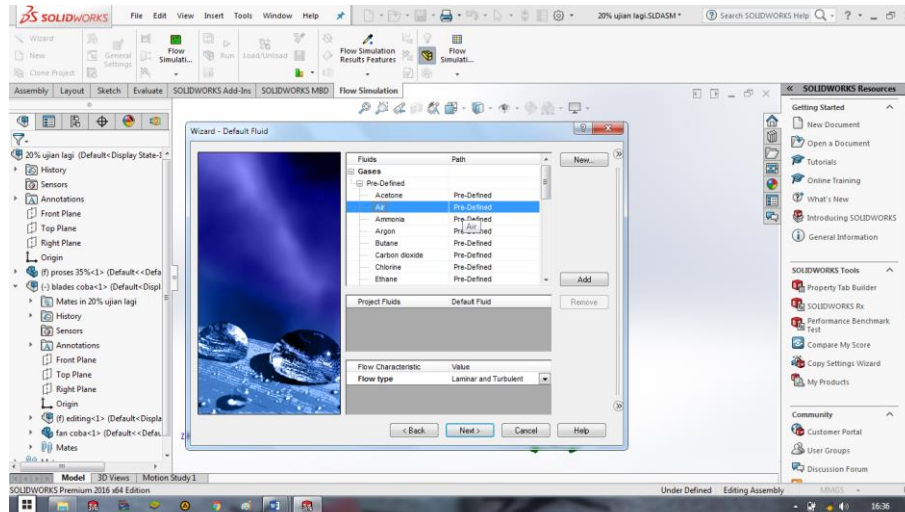 SOLIDWORKS File Edit View Insert Tools Window Help 20% ujian lagi.SLDASM * Search SOLIDWORKS Help
Wizard
New
Clone Project
General Settings
Flow Simulati...
Run
Load/Unload
Flow Simulation Results Features
Flow Simulati...
Assembly Layout Sketch Evaluate SOLIDWORKS Add-Ins SOLIDWORKS MBD Flow Simulation
20% ujian lagi (Default<Display State-1
History
Sensors
Annotations
Front Plane
Top Plane
Right Plane
Origin
(f) proses 35%<1> (Default<<Defa
(-) blades coba<1> (Default<Displ
Mates in 20% ujian lagi
History
Sensors
Annotations
Front Plane
Top Plane
Right Plane
Origin
(f) editing<1> (Default<Displa
fan coba<1> (Default<<Defau
Mates
Wizard - Default Fluid
Fluids Path
Gases
Pre-Defined
Acetone Pre-Defined
Air Pre-Defined
Ammonia Pre-Defined
Air
Argon Pre-Defined
Butane Pre-Defined
Carbon dioxide Pre-Defined
Chlorine Pre-Defined
Ethane Pre-Defined
New...
Add
Project Fluids Default Fluid
Remove
Flow Characteristic Value
Flow type Laminar and Turbulent
< Back Next > Cancel Help
SOLIDWORKS Resources
Getting Started
New Document
Open a Document
Tutorials
Online Training
What's New
Introducing SOLIDWORKS
General Information
SOLIDWORKS Tools
Property Tab Builder
SOLIDWORKS Rx
Performance Benchmark
Test
Compare My Score
Copy Settings Wizard
My Products
Community
Customer Portal
User Groups
Discussion Forum
Model 3D Views Motion Study 1
SOLIDWORKS Premium 2016 x64 Edition Under Defined Editing Assembly MMGS
16:36